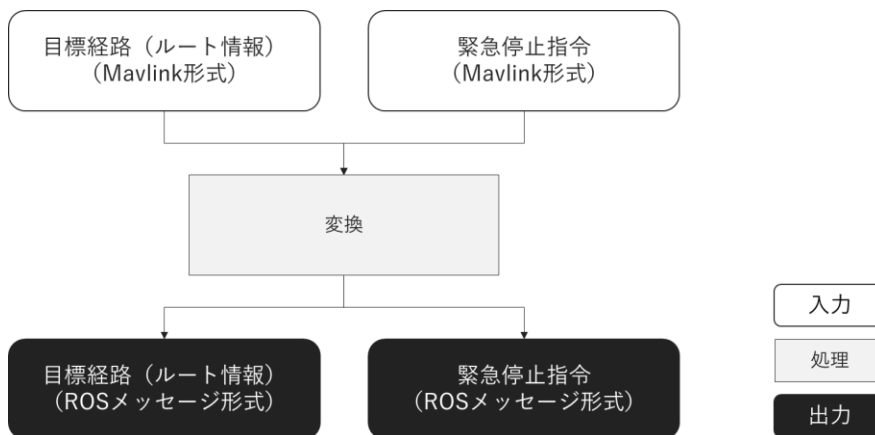 目標経路（ルート情報）
（Mavlink形式）
緊急停止指令
（Mavlink形式）
変換
目標経路（ルート情報）
（ROSメッセージ形式）
緊急停止指令
（ROSメッセージ形式）
入力
処理
出力